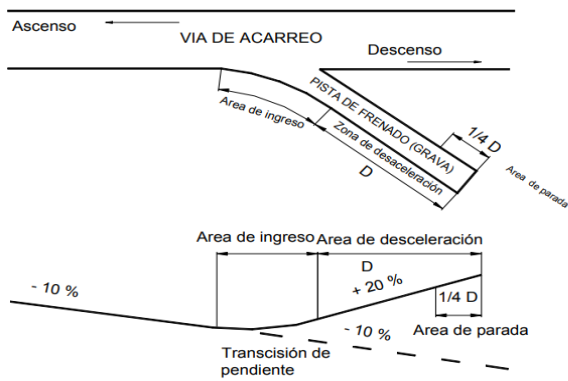 Ascenso
VIA DE ACARREO
Descenso
Area de ingreso
PISTA DE FRENADO (GRAVA)
Zona de desaceleración
D
1/4 D
Area de parada
Area de ingreso
Area de desceleración
D
- 10 %
+ 20 %
1/4 D
- 10%
Area de parada
Transcisión de
pendiente